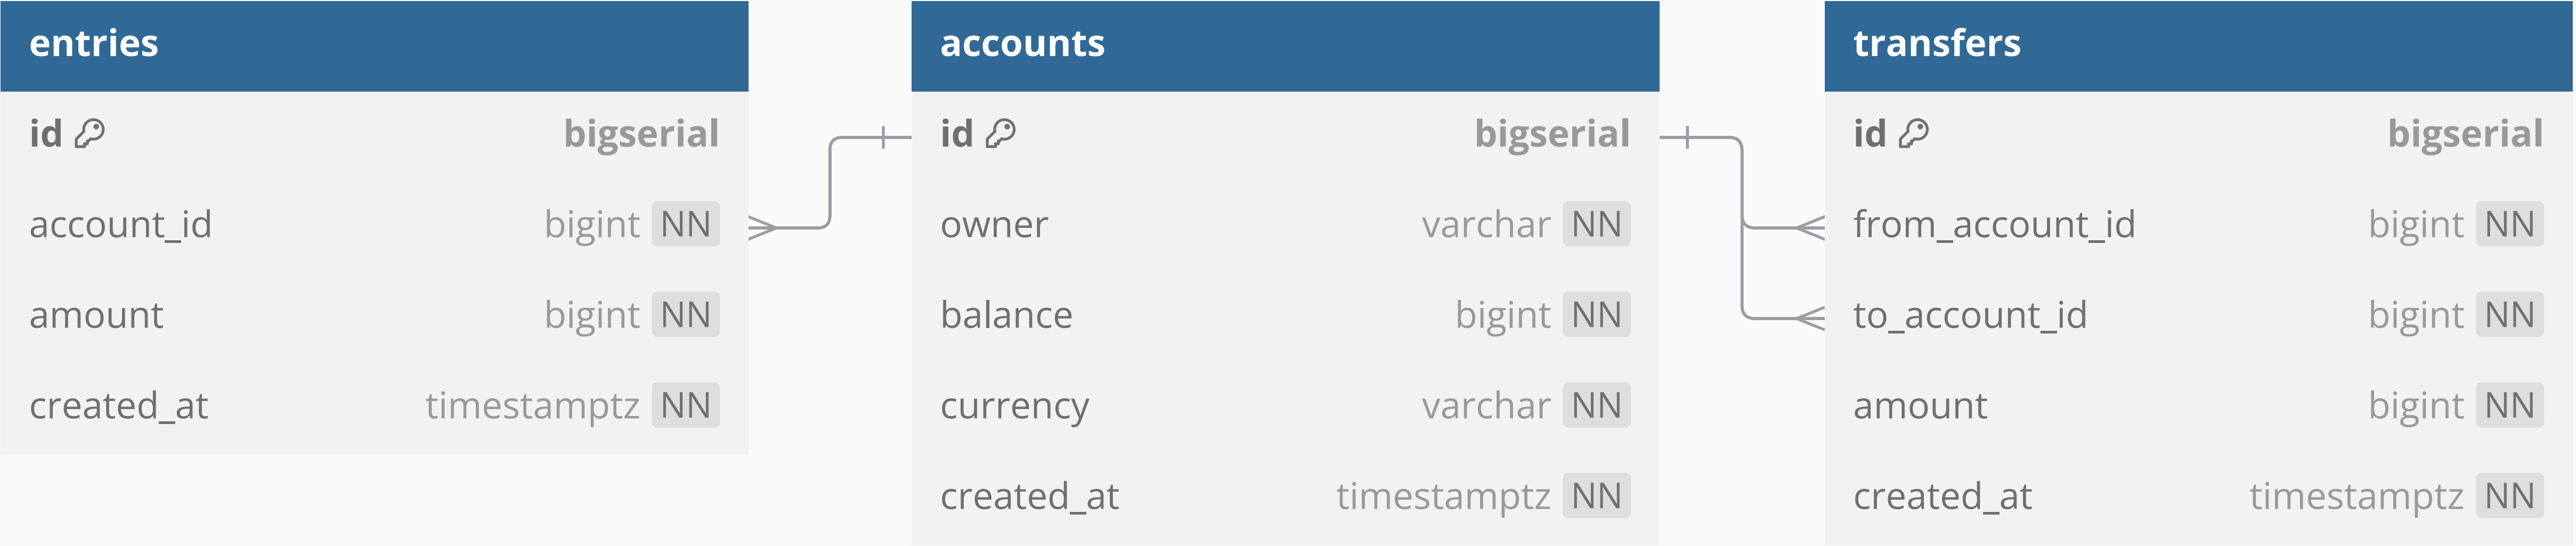 entries
id bigserial
account_id bigint NN
amount bigint NN
created_at timestamptz NN
accounts
id bigserial
owner varchar NN
balance bigint NN
currency varchar NN
created_at timestamptz NN
transfers
id bigserial
from_account_id bigint NN
to_account_id bigint NN
amount bigint NN
created_at timestamptz NN